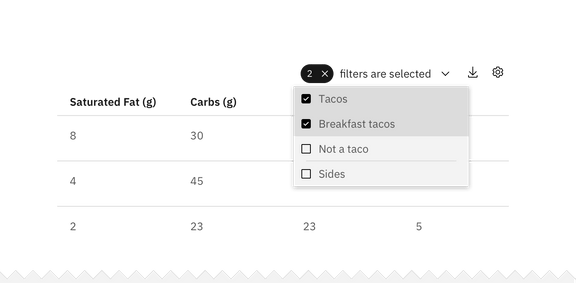 2 × filters are selected
Saturated Fat (g) Carbs (g)
Tacos
Breakfast tacos
Not a taco
Sides
8 30
4 45
2 23 23 5